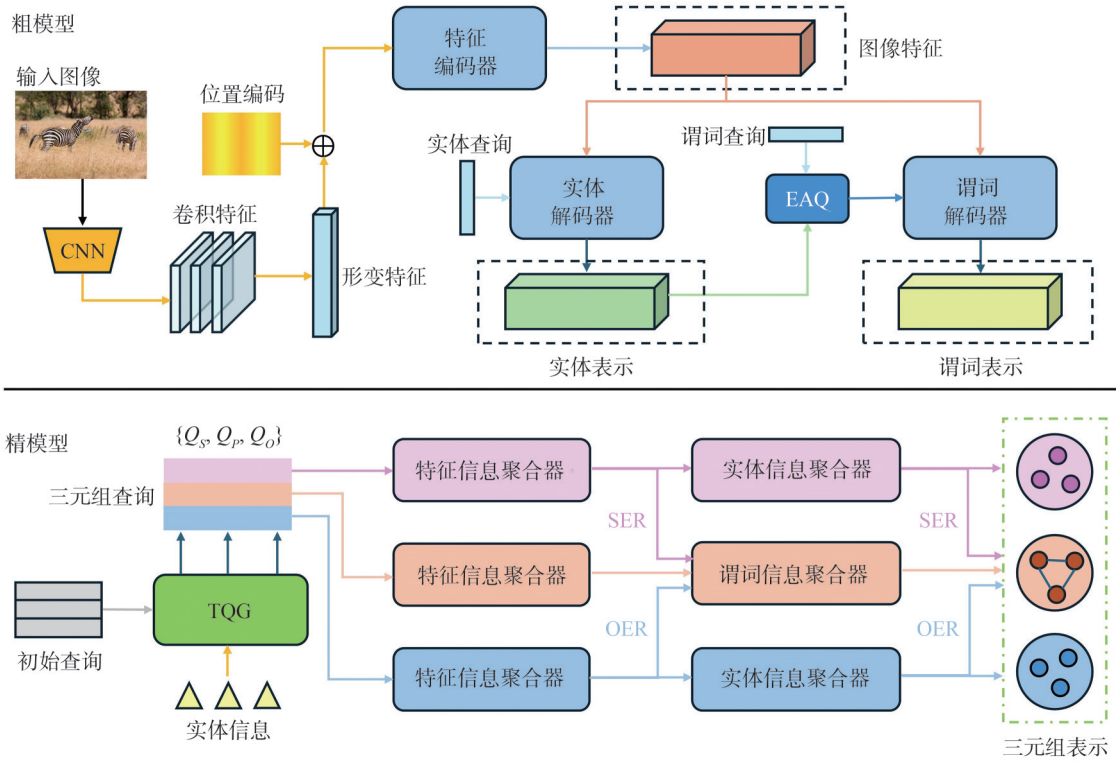 粗模型
输入图像
位置编码
特征
编码器
图像特征
实体查询
谓词查询
实体
解码器
EAQ
谓词
解码器
CNN
卷积特征
形变特征
实体表示
谓词表示
精模型
{Q_S, Q_P, Q_O}
三元组查询
特征信息聚合器
实体信息聚合器
SER
SER
特征信息聚合器
谓词信息聚合器
TQG
初始查询
OER
OER
特征信息聚合器
实体信息聚合器
实体信息
三元组表示